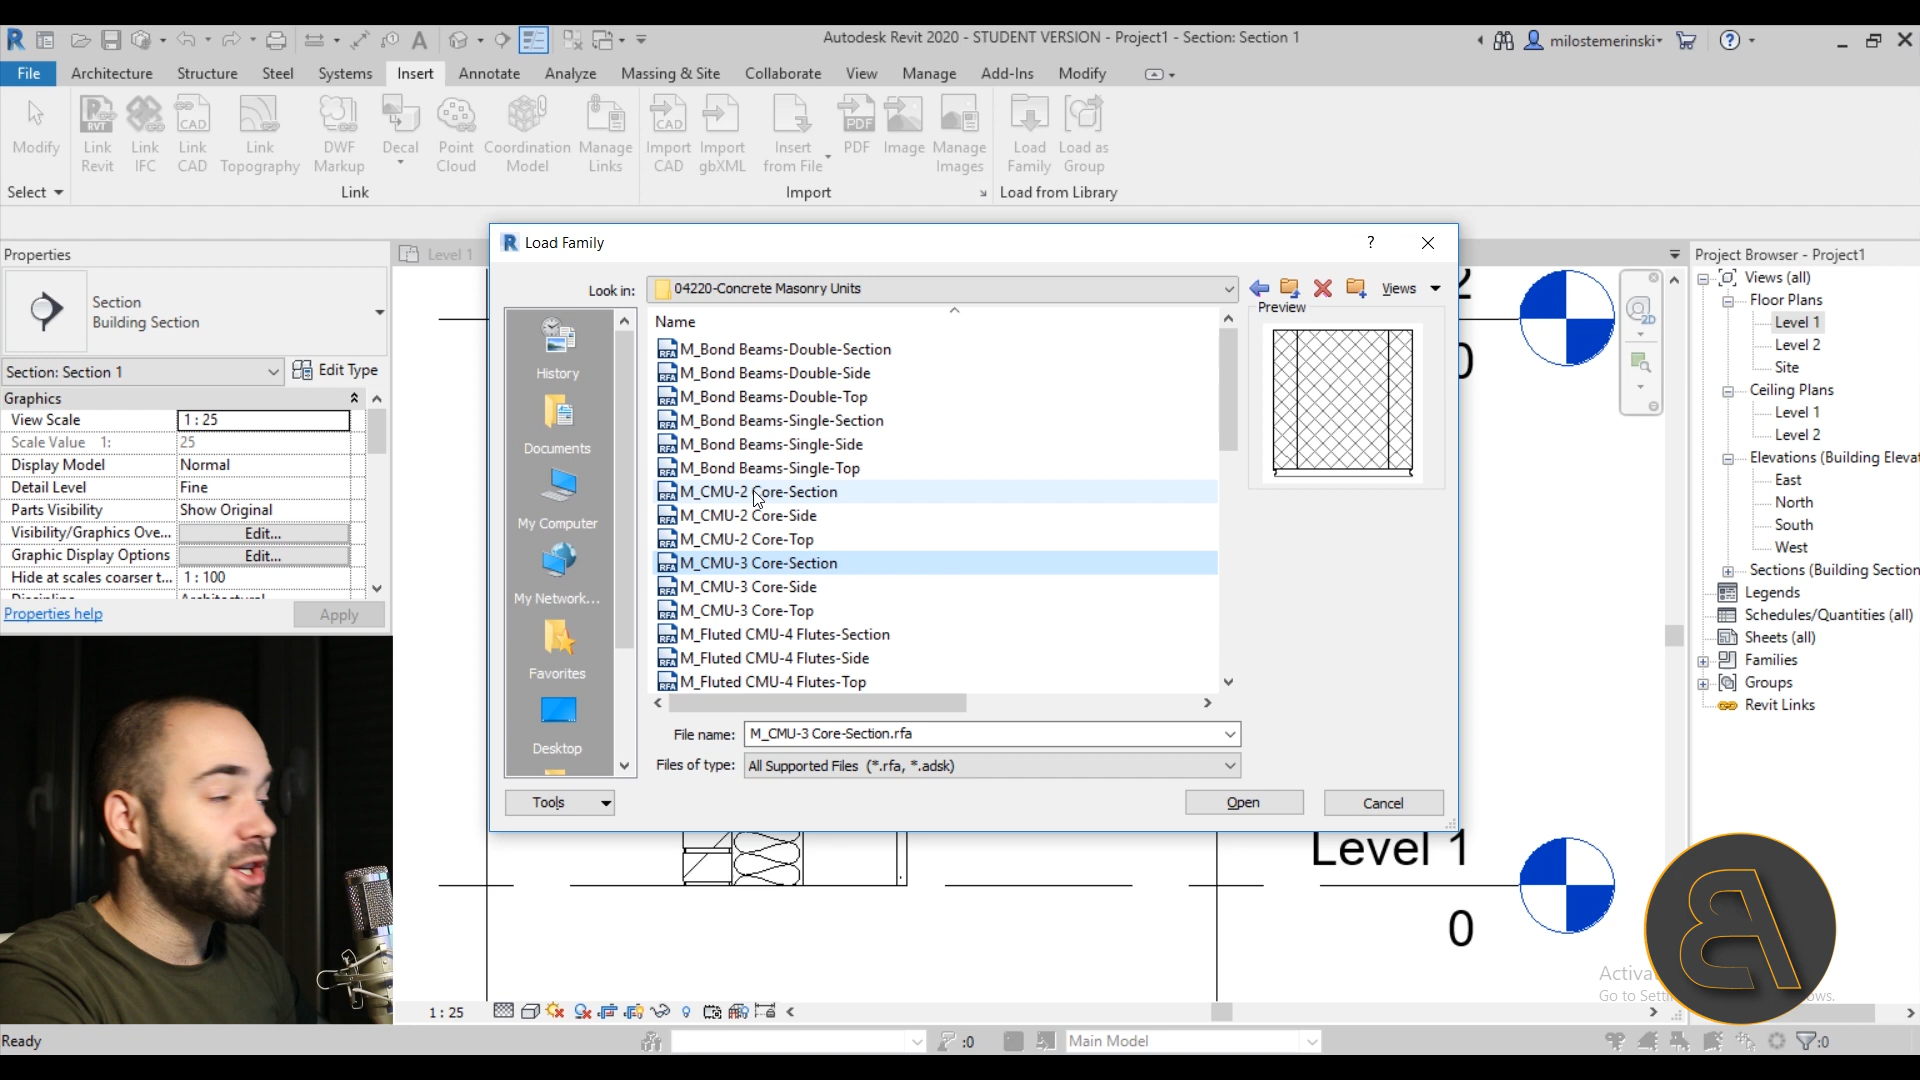 Autodesk Revit 2020 - STUDENT VERSION - Project1 - Section: Section 1
milostemerinski
File
Architecture
Structure
Steel
Systems
Insert
Annotate
Analyze
Massing & Site
Collaborate
View
Manage
Add-Ins
Modify
Modify
Link Revit
Link IFC
Link CAD
Link Topography
DWF Markup
Decal
Point Cloud
Coordination Model
Manage Links
Import CAD
Import gbXML
Insert from File
PDF
Image
Manage Images
Load Family
Load as Group
Select
Link
Import
Load from Library
Properties
Section
Building Section
Section: Section 1
Edit Type
Graphics
View Scale 1 : 25
Scale Value 1: 25
Display Model Normal
Detail Level Fine
Parts Visibility Show Original
Visibility/Graphics Ove... Edit...
Graphic Display Options Edit...
Hide at scales coarser t... 1 : 100
Properties help
Apply
Level 1
Load Family
?
Look in:
04220-Concrete Masonry Units
Views
Preview
History
Documents
My Computer
My Network...
Favorites
Desktop
Name
M_Bond Beams-Double-Section
M_Bond Beams-Double-Side
M_Bond Beams-Double-Top
M_Bond Beams-Single-Section
M_Bond Beams-Single-Side
M_Bond Beams-Single-Top
M_CMU-2 Core-Section
M_CMU-2 Core-Side
M_CMU-2 Core-Top
M_CMU-3 Core-Section
M_CMU-3 Core-Side
M_CMU-3 Core-Top
M_Fluted CMU-4 Flutes-Section
M_Fluted CMU-4 Flutes-Side
M_Fluted CMU-4 Flutes-Top
File name: M_CMU-3 Core-Section.rfa
Files of type: All Supported Files (*.rfa, *.adsk)
Tools
Open
Cancel
Project Browser - Project1
Views (all)
Floor Plans
Level 1
Level 2
Site
Ceiling Plans
Level 1
Level 2
Elevations (Building Elevat
East
North
South
West
Sections (Building Section
Legends
Schedules/Quantities (all)
Sheets (all)
Families
Groups
Revit Links
Level 1
0
1 : 25
Ready
:0
Main Model
:0